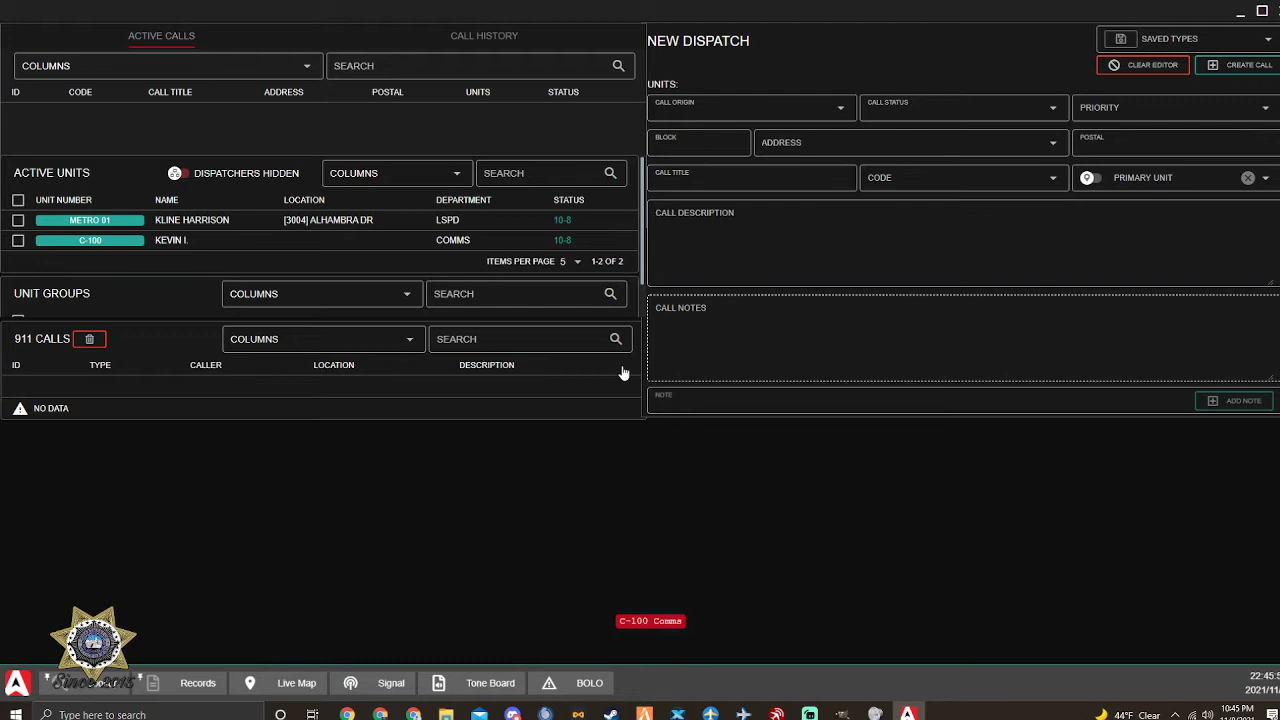 ACTIVE CALLS CALL HISTORY
COLUMNS SEARCH
ID CODE CALL TITLE ADDRESS POSTAL UNITS STATUS
ACTIVE UNITS DISPATCHERS HIDDEN COLUMNS SEARCH
UNIT NUMBER NAME LOCATION DEPARTMENT STATUS
METRO 01 KLINE HARRISON [3004] ALHAMBRA DR LSPD 10-8
C-100 KEVIN I. COMMS 10-8
ITEMS PER PAGE 5 1-2 OF 2
UNIT GROUPS COLUMNS SEARCH
911 CALLS COLUMNS SEARCH
ID TYPE CALLER LOCATION DESCRIPTION
NO DATA
NEW DISPATCH SAVED TYPES
CLEAR EDITOR CREATE CALL
UNITS:
CALL ORIGIN CALL STATUS PRIORITY
BLOCK ADDRESS POSTAL
CALL TITLE CODE PRIMARY UNIT
CALL DESCRIPTION
CALL NOTES
NOTE ADD NOTE
C-100 Comms
Since
Records Live Map Signal Tone Board BOLO
22:45:5
2021/11/
Type here to search
44°F Clear
10:45 PM